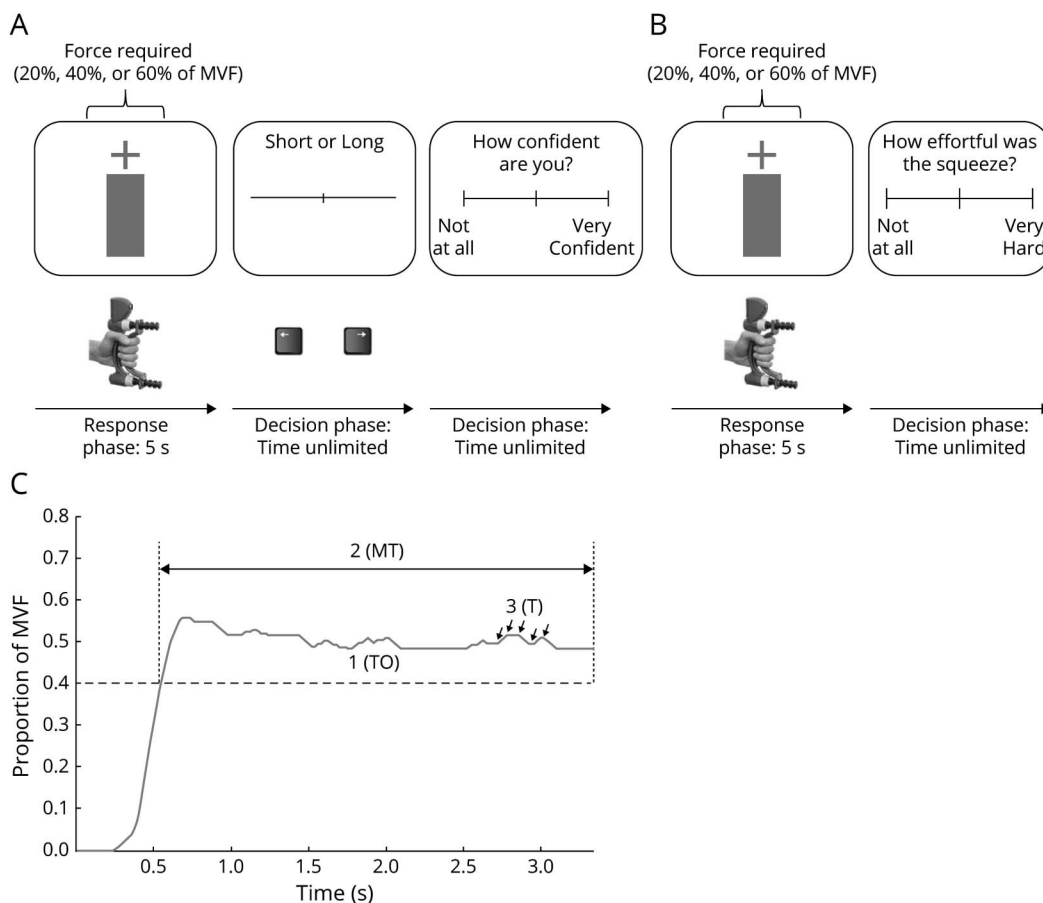 A
Force required
(20%, 40%, or 60% of MVF)
Short or Long
How confident
are you?
Not
at all
Very
Confident
←
→
Response
phase: 5 s
Decision phase:
Time unlimited
Decision phase:
Time unlimited
B
Force required
(20%, 40%, or 60% of MVF)
How effortful was
the squeeze?
Not
at all
Very
Hard
Response
phase: 5 s
Decision phase:
Time unlimited
C
Proportion of MVF
0.8
0.7
0.6
0.5
0.4
0.3
0.2
0.1
0.0
2 (MT)
3 (T)
1 (TO)
0.5
1.0
1.5
2.0
2.5
3.0
Time (s)